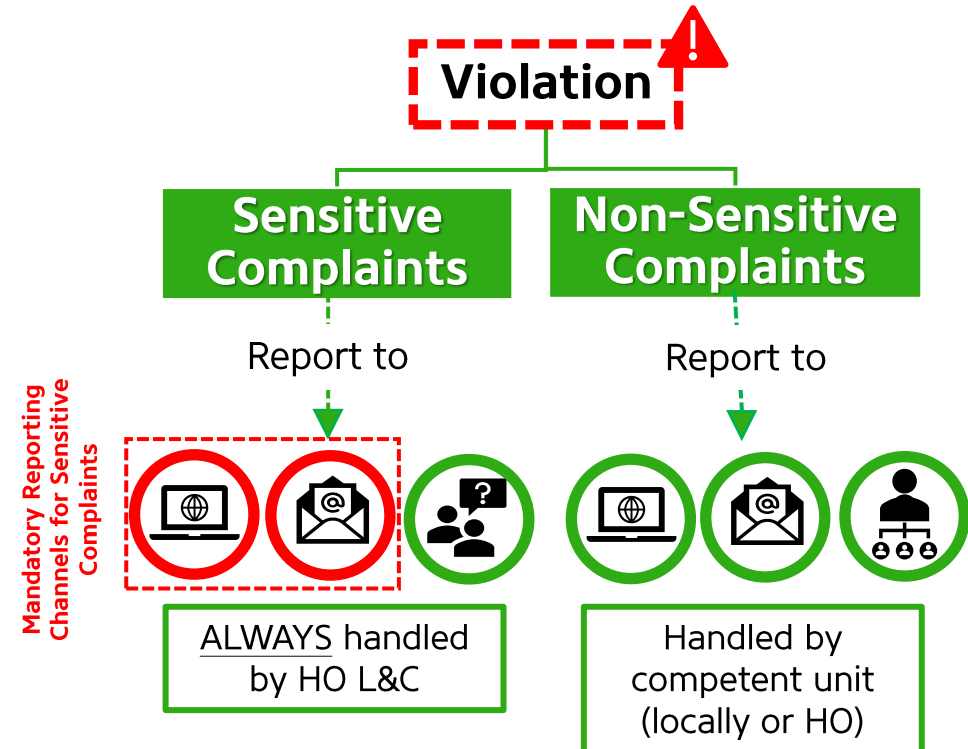 Violation
Sensitive
Complaints
Non-Sensitive
Complaints
Report to
Report to
Mandatory Reporting
Channels for Sensitive
Complaints
@
?
@
ALWAYS handled
by HO L&C
Handled by
competent unit
(locally or HO)